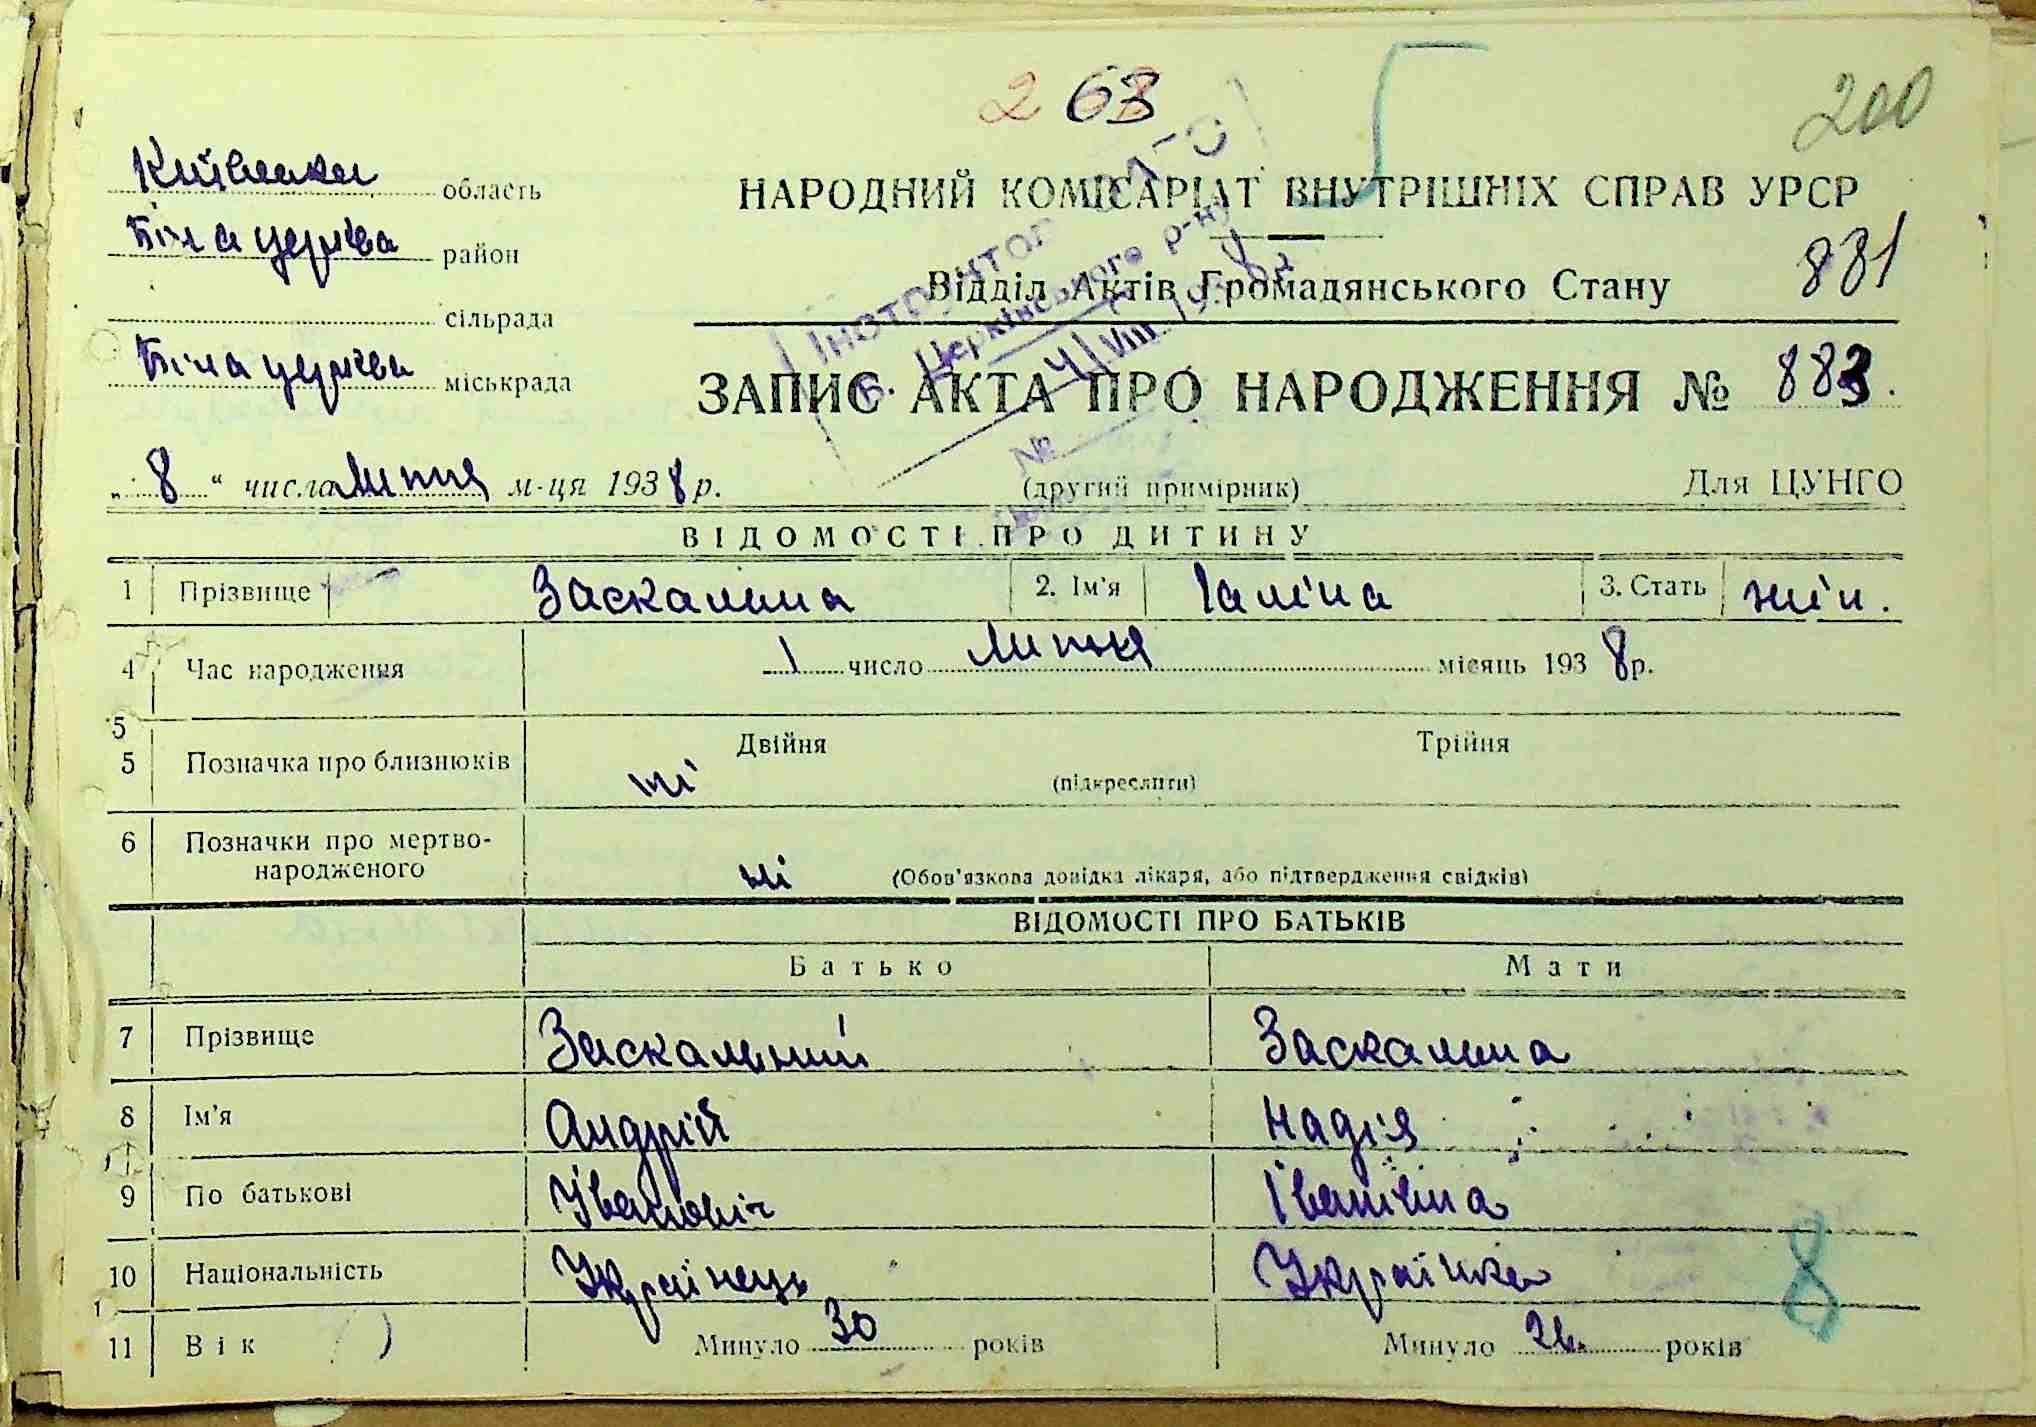 263
200
Київська область
Біла церква район
сільрада
Біла церква міськрада
НАРОДНИЙ КОМІСАРІАТ ВНУТРІШНІХ СПРАВ УРСР
Відділ Актів Громадянського Стану
881
ЗАПИС АКТА ПРО НАРОДЖЕННЯ № 883.
„8“ числа липня м-ця 1938 р.
(другий примірник)
Для ЦУНГО
ВІДОМОСТІ ПРО ДИТИНУ
1 Прізвище Заскальна 2. Ім'я Галіна 3. Стать жін.
4 Час народження 1 число липня місяць 1938 р.
5
5 Позначка про близнюків ні Двійня Трійня
(підкреслити)
6 Позначки про мертво-
народженого ні (Обов'язкова довідка лікаря, або підтвердження свідків)
ВІДОМОСТІ ПРО БАТЬКІВ
Батько Мати
7 Прізвище Заскальний Заскальна
8 Ім'я Андрій Надія
9 По батькові Іванович Іванівна
10 Національність Українець Українка
8
11 Вік Минуло 30 років Минуло 26 років